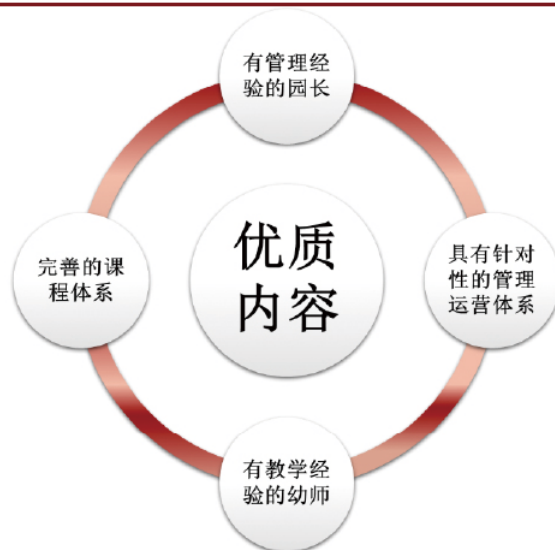 有管理经
验的园长
优质
内容
完善的课
程体系
具有针对
性的管理
运营体系
有教学经
验的幼师